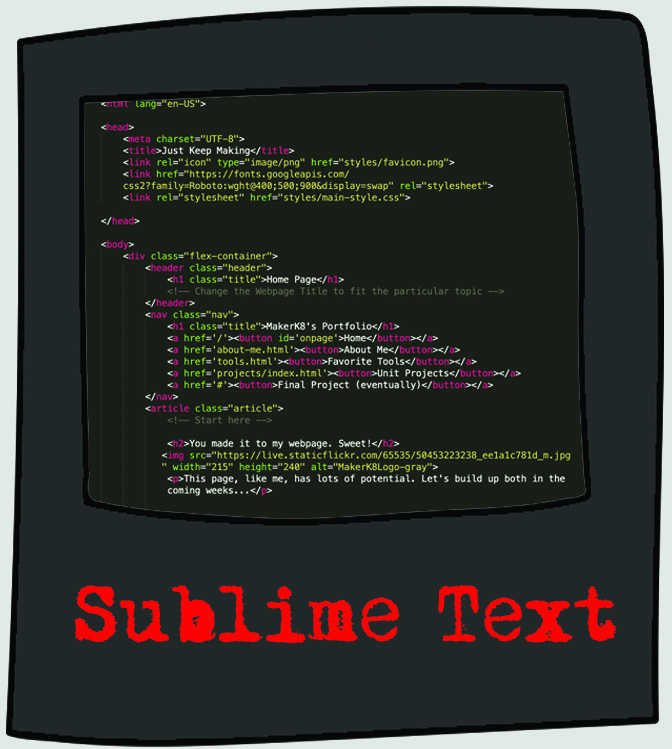 <html lang="en-US">
<head>
<meta charset="UTF-8">
<title>Just Keep Making</title>
<link rel="icon" type="image/png" href="styles/favicon.png">
<link href="https://fonts.googleapis.com/
css2?family=Roboto:wght@400;500;900&display=swap" rel="stylesheet">
<link rel="stylesheet" href="styles/main-style.css">
</head>
<body>
<div class="flex-container">
<header class="header">
<h1 class="title">Home Page</h1>
<!-- Change the Webpage Title to fit the particular topic -->
</header>
<nav class="nav">
<h1 class="title">MakerK8's Portfolio</h1>
<a href='/'><button id='onpage'>Home</button></a>
<a href='about-me.html'><button>About Me</button></a>
<a href='tools.html'><button>Favorite Tools</button></a>
<a href='projects/index.html'><button>Unit Projects</button></a>
<a href='#'><button>Final Project (eventually)</button></a>
</nav>
<article class="article">
<!-- Start here -->
<h2>You made it to my webpage. Sweet!</h2>
<img src="https://live.staticflickr.com/65535/50453223238_ee1a1c781d_m.jpg
" width="215" height="240" alt="MakerK8Logo-gray">
<p>This page, like me, has lots of potential. Let's build up both in the
coming weeks...</p>
Sublime Text